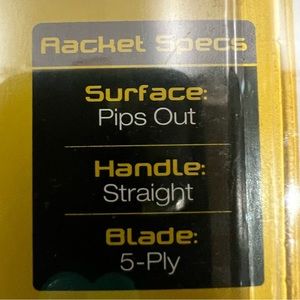 Racket Specs
Surface:
Pips Out
Handle:
Straight
Blade:
5-Ply